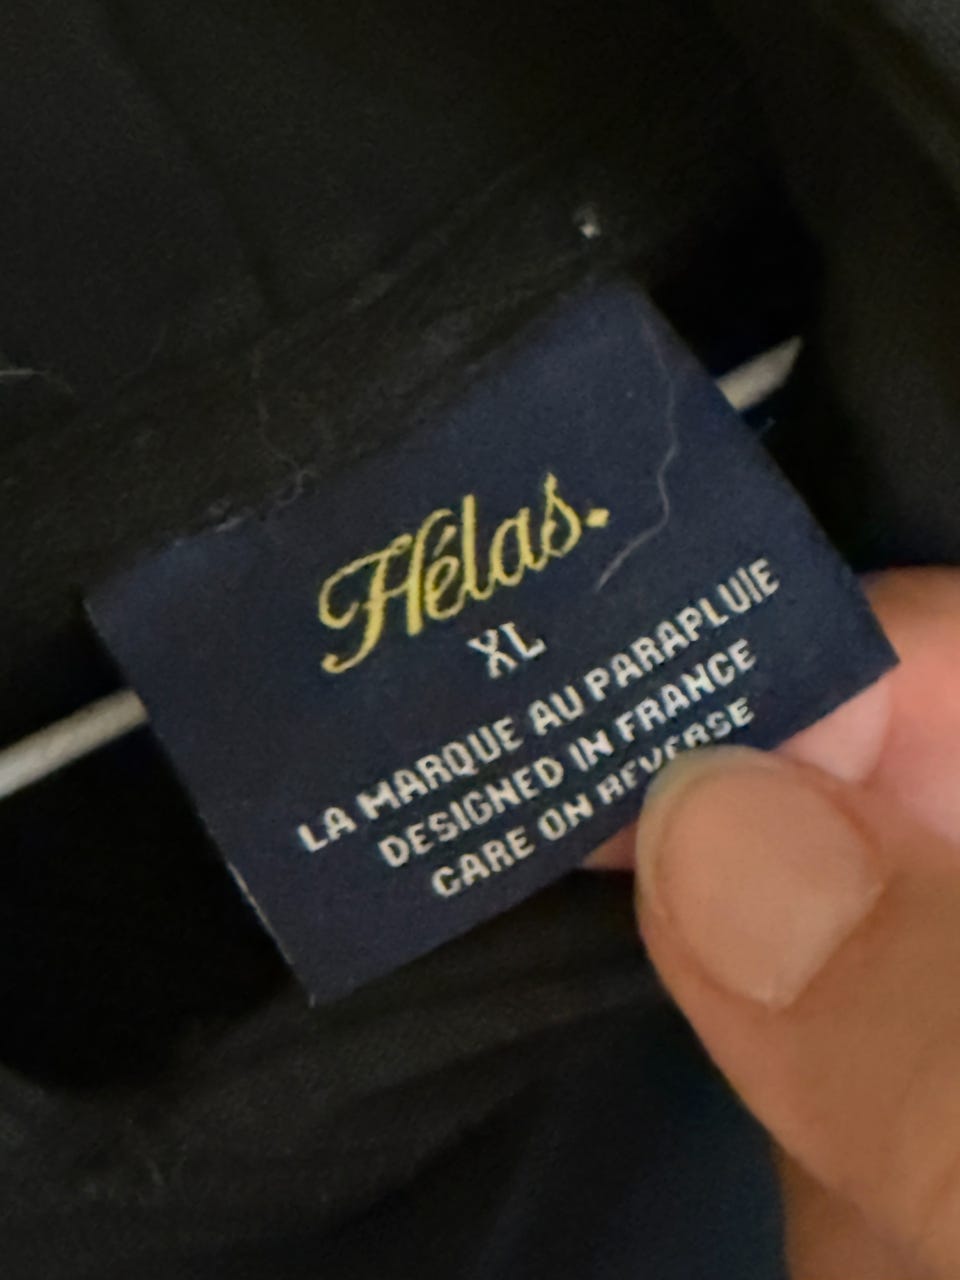 Hélas.
XL
LA MARQUE AU PARAPLUIE
DESIGNED IN FRANCE
CARE ON REVERSE